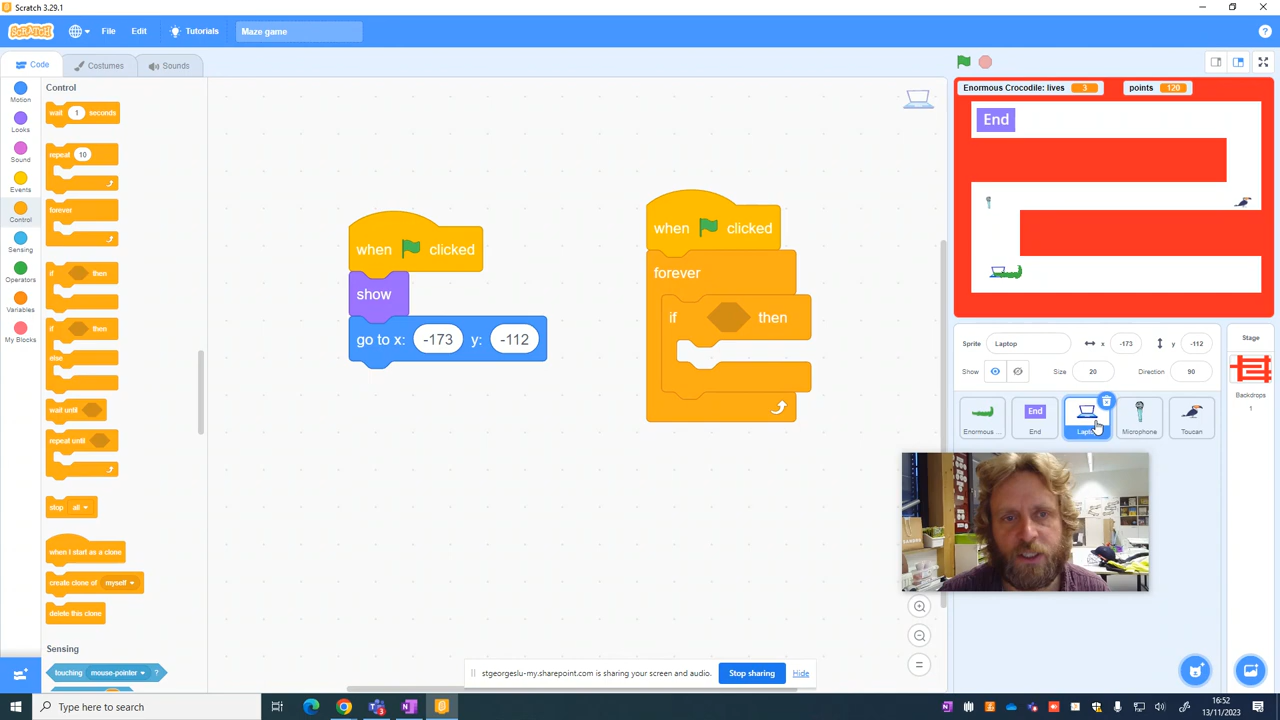 Scratch 3.29.1
SCRATCH File Edit Tutorials Maze game
Code Costumes Sounds
Motion
Looks
Sound
Events
Control
Sensing
Operators
Variables
My Blocks
Control
wait 1 seconds
repeat 10
forever
if then
if then
else
wait until
repeat until
stop all
when I start as a clone
create clone of myself
delete this clone
Sensing
touching mouse-pointer ?
when clicked
show
go to x: -173 y: -112
when clicked
forever
if then
Enormous Crocodile: lives 3 points 120
End
Sprite Laptop x -173 y -112
Show Size 20 Direction 90
End
Enormous ... End Microphone Toucan
Stage
Backdrops
1
stgeorgeslu-my.sharepoint.com is sharing your screen and audio. Stop sharing Hide
Type here to search
16:52
13/11/2023